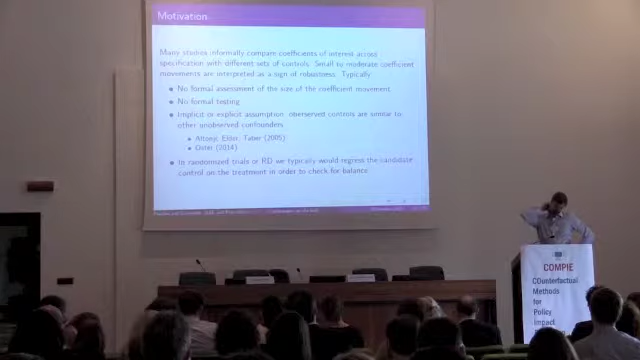 Motivation
Many studies informally compare coefficients of interest across
specification with different sets of controls. Small to moderate coefficient
movements are interpreted as a sign of robustness. Typically
No formal assessment of the size of the coefficient movement.
No formal testing
Implicit or explicit assumption: oberserved controls are similar to
other unobserved confounders.
Altonji, Elder, Taber (2005)
Oster (2014)
In randomized trials or RD we typically would regress the candidate
control on the treatment in order to check for balance.
COMPIE
COunterfactual
Methods
for
Policy
Impact